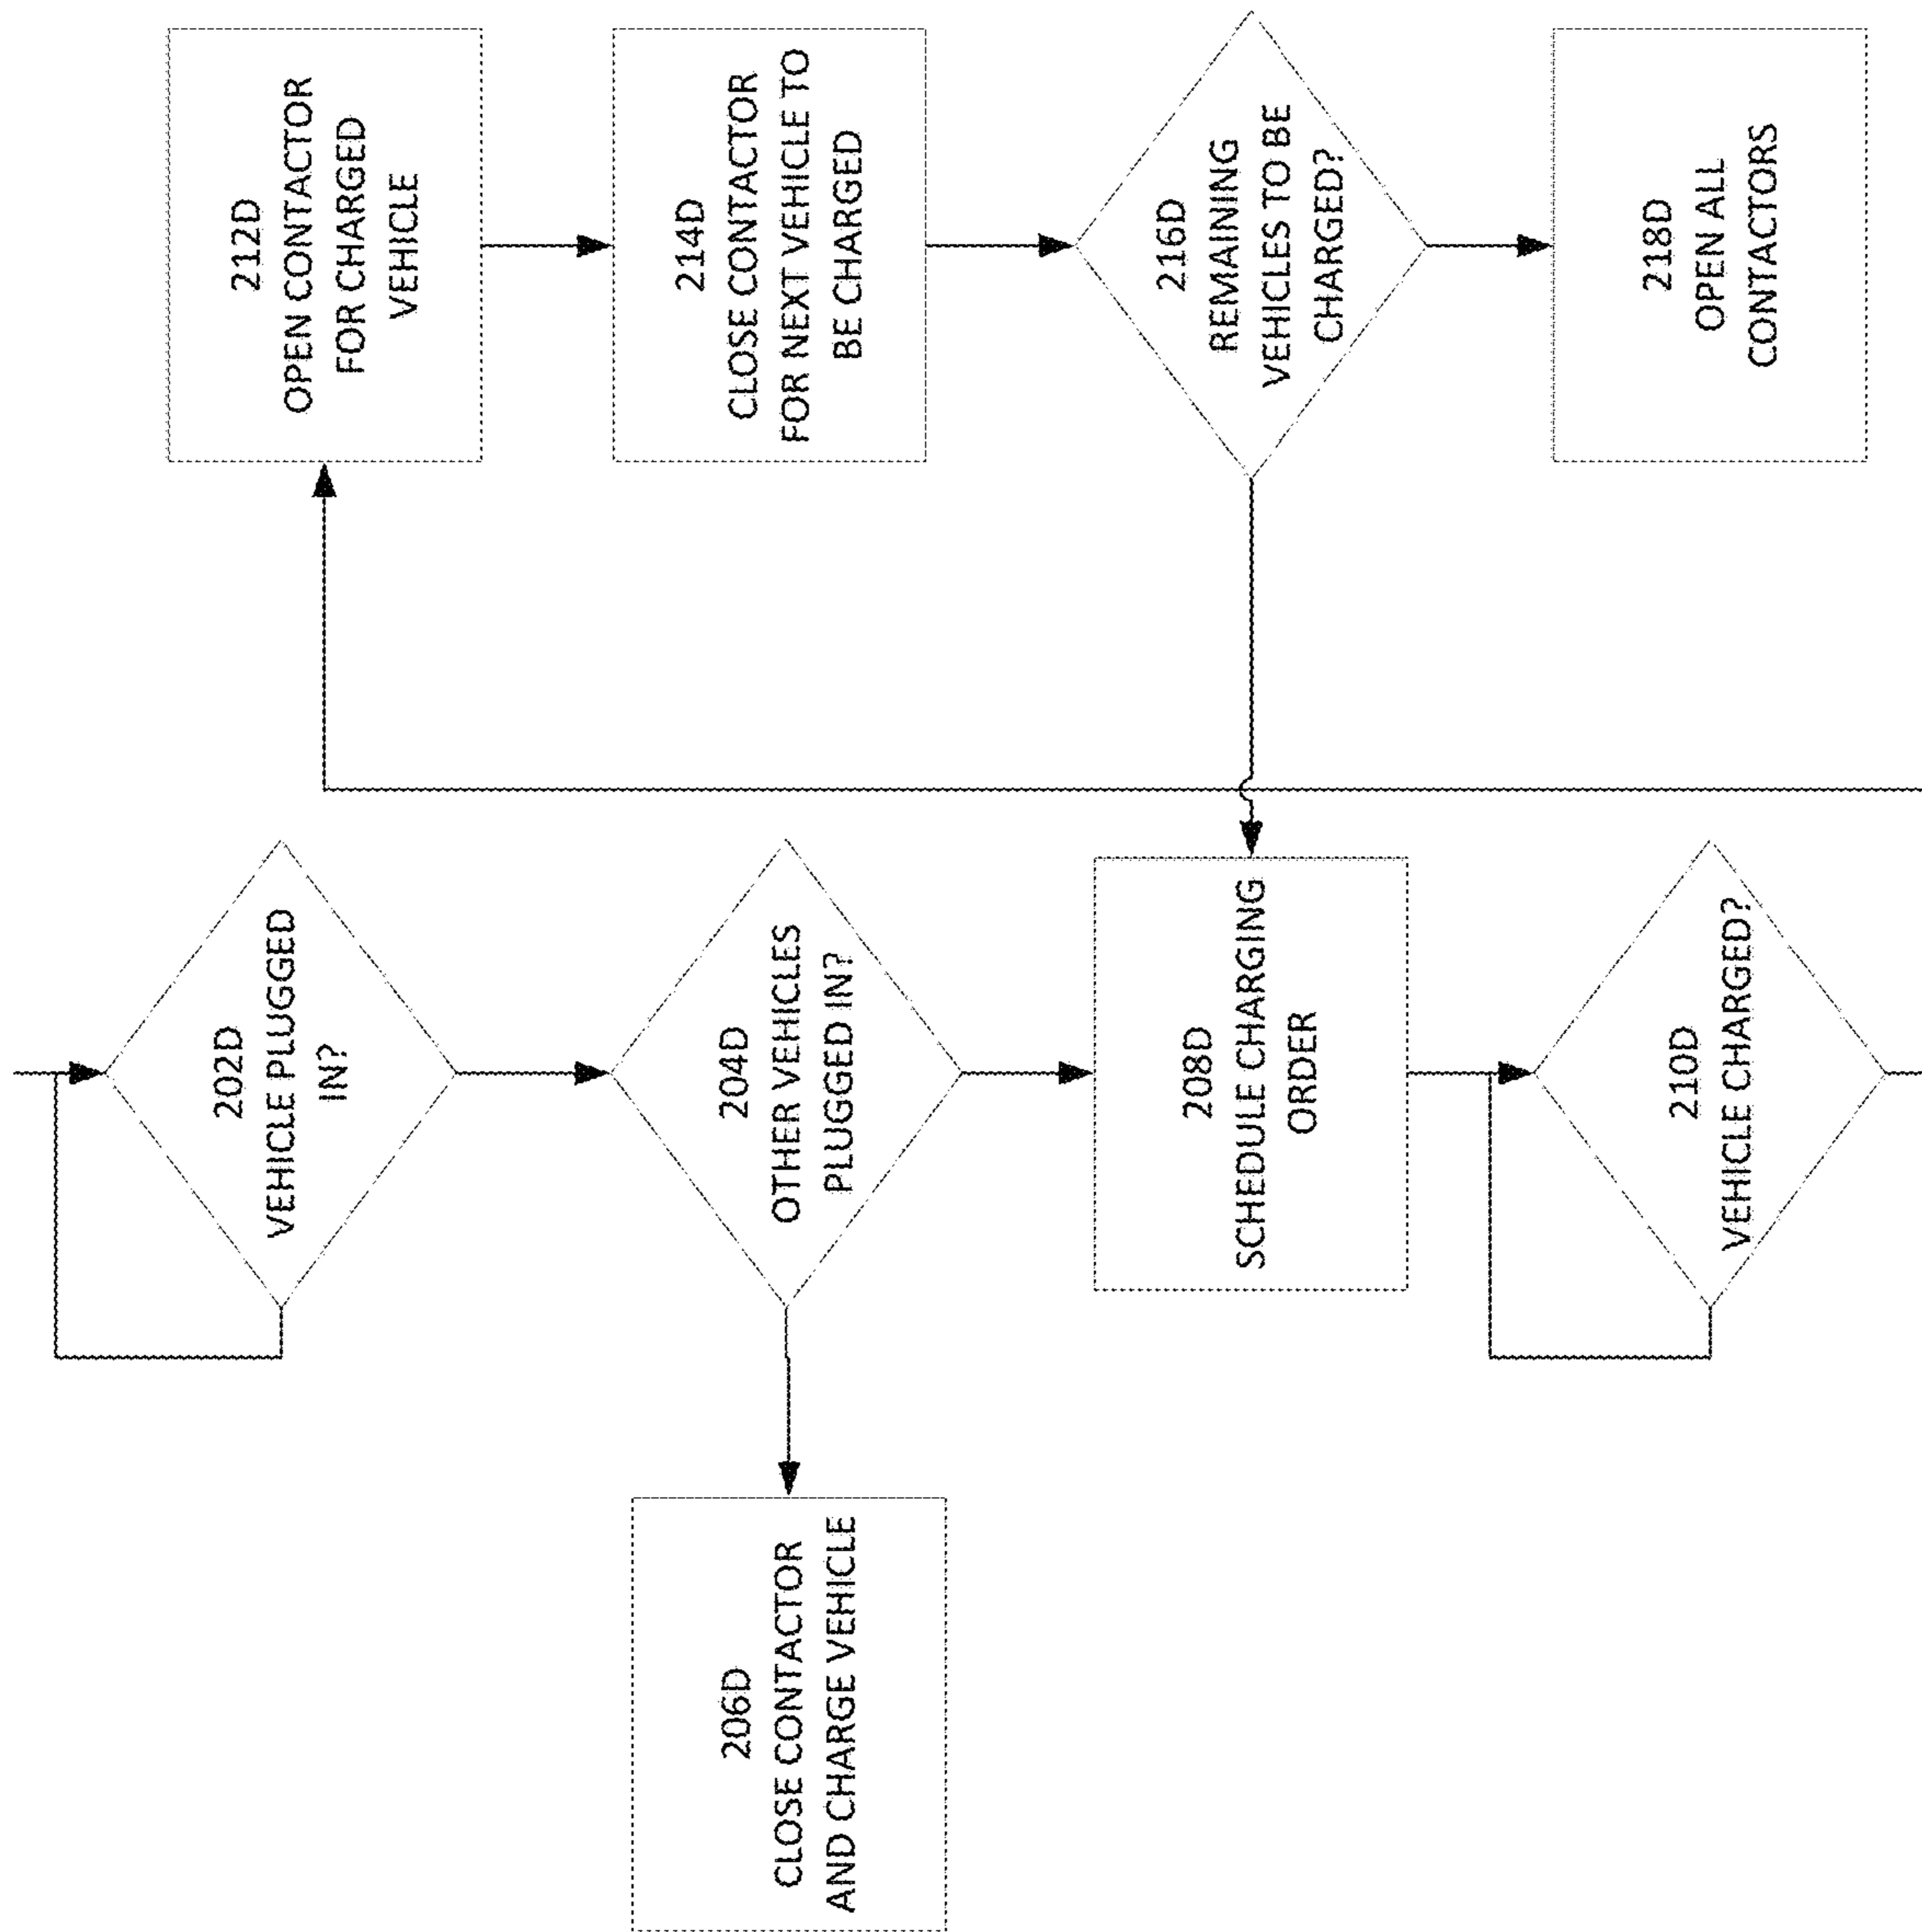 202D
VEHICLE PLUGGED
IN?
204D
OTHER VEHICLES
PLUGGED IN?
206D
CLOSE CONTACTOR
AND CHARGE VEHICLE
208D
SCHEDULE CHARGING
ORDER
210D
VEHICLE CHARGED?
212D
OPEN CONTACTOR
FOR CHARGED
VEHICLE
214D
CLOSE CONTACTOR
FOR NEXT VEHICLE TO
BE CHARGED
216D
REMAINING
VEHICLES TO BE
CHARGED?
218D
OPEN ALL
CONTACTORS